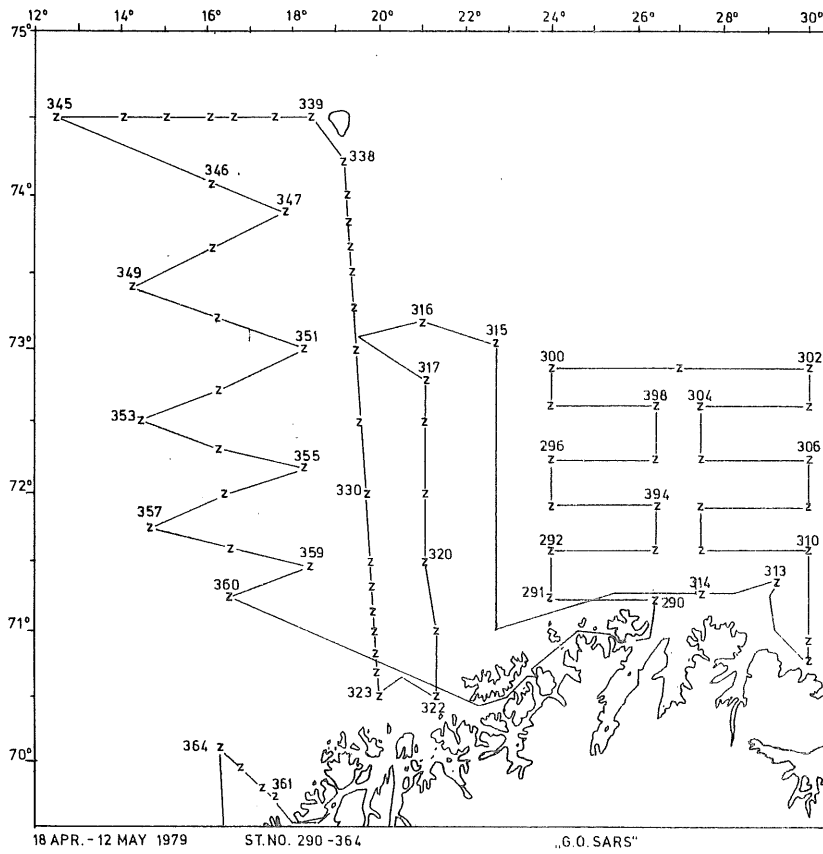 12° 14° 16° 18° 20° 22° 24° 26° 28° 30°
75°
345 339
Z Z Z Z Z Z Z
338
Z
346
Z
74°
Z
347
Z
Z
Z Z
349
Z
Z
Z
316
Z
Z
315
Z
351
Z
73°
Z
300 302
Z Z Z
317
Z
Z
398 304
Z Z Z Z
353
Z
Z Z
Z
355
Z
296 306
Z Z Z Z
72°
Z
330 Z
Z
394
Z Z Z Z
357
Z
Z
292 310
Z Z Z Z
359
Z
Z
Z 320
360
Z
Z
291 Z
Z 290
314
Z
313
Z
Z
71°
Z
Z
Z
Z
Z
Z
323 Z
Z
322
70°
364 Z
Z
Z
361
Z
18 APR. - 12 MAY 1979 ST. NO. 290 - 364 „G.O. SARS"